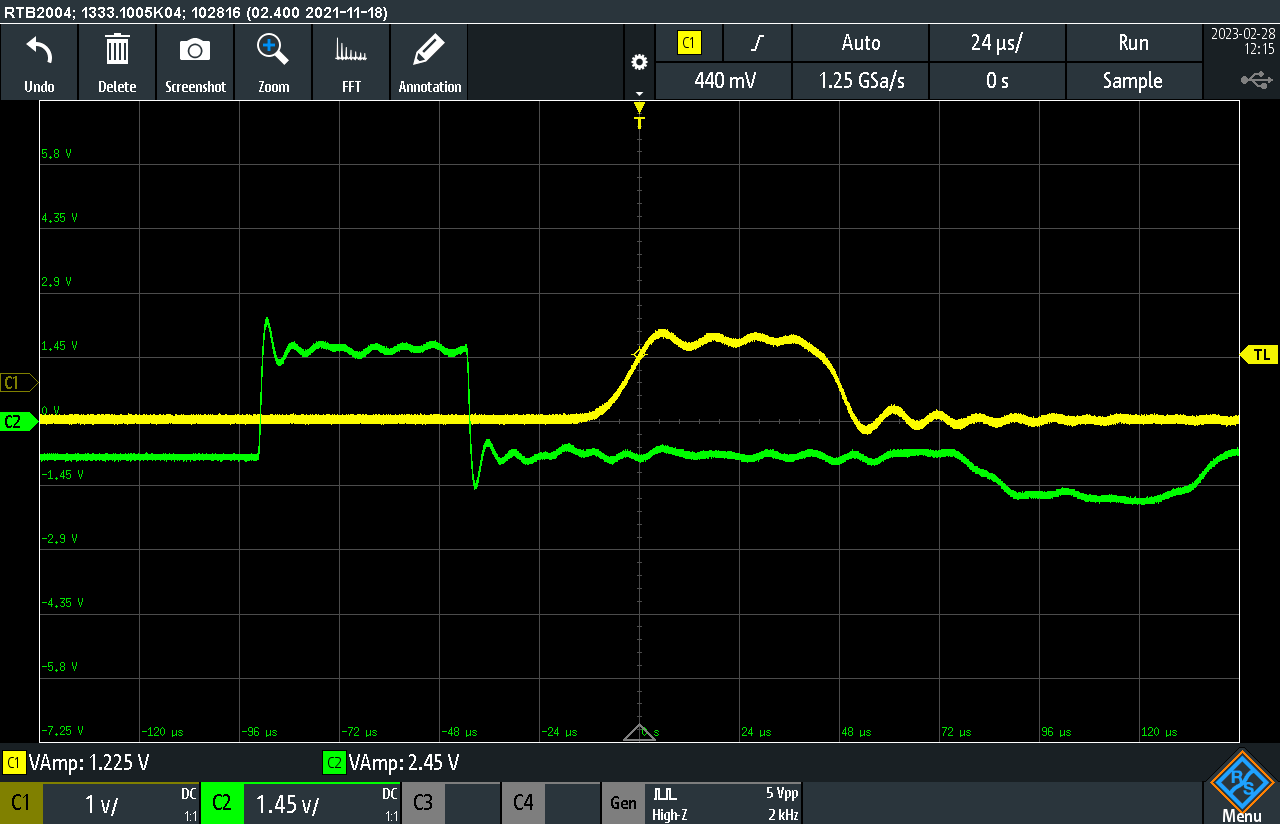 RTB2004; 1333.1005K04; 102816 (02.400 2021-11-18)
Undo
Delete
Screenshot
Zoom
FFT
Annotation
C1
Auto
24 µs/
Run
440 mV
1.25 GSa/s
0 s
Sample
2023-02-28
12:15
T
5.8 V
4.35 V
2.9 V
1.45 V
TL
C1
0 V
C2
-1.45 V
-2.9 V
-4.35 V
-5.8 V
-7.25 V
-120 µs
-96 µs
-72 µs
-48 µs
-24 µs
0 s
24 µs
48 µs
72 µs
96 µs
120 µs
C1 VAmp: 1.225 V
C2 VAmp: 2.45 V
C1
1 V/
DC
1:1
C2
1.45 V/
DC
1:1
C3
C4
Gen
5 Vpp
High-Z
2 kHz
R&S
Menu